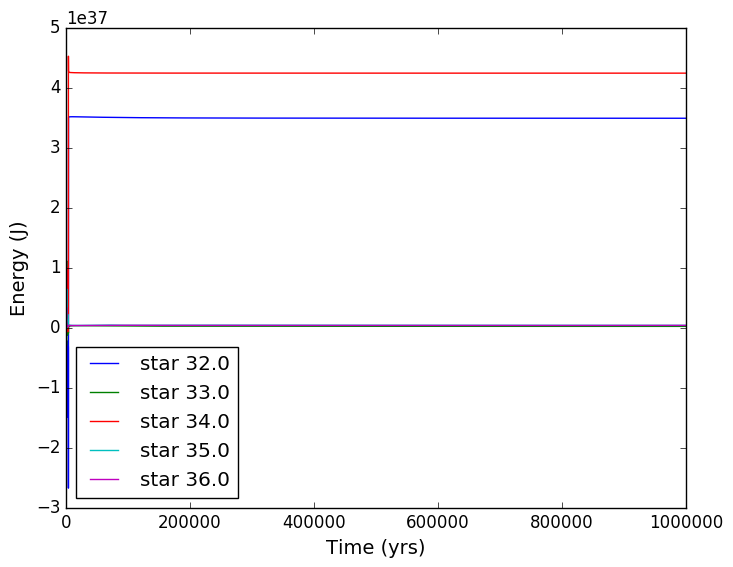 1e37
5
4
3
2
1
0
−1
−2
−3
Energy (J)
star 32.0
star 33.0
star 34.0
star 35.0
star 36.0
0 200000 400000 600000 800000 1000000
Time (yrs)